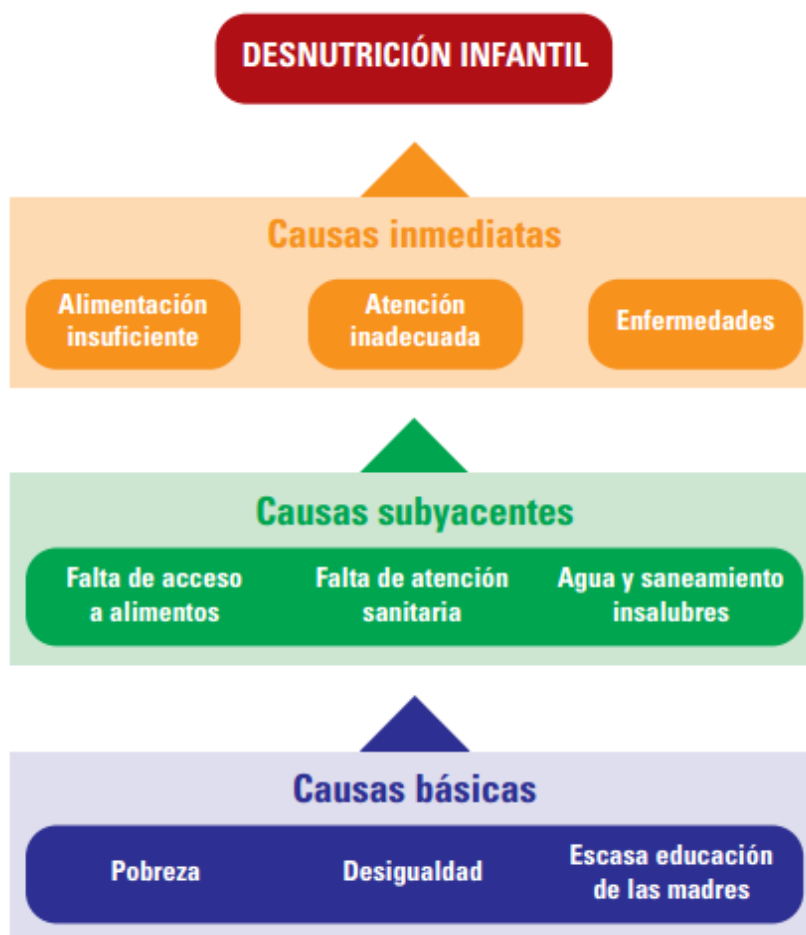 DESNUTRICIÓN INFANTIL
Causas inmediatas
Alimentación
insuficiente
Atención
inadecuada
Enfermedades
Causas subyacentes
Falta de acceso
a alimentos
Falta de atención
sanitaria
Agua y saneamiento
insalubres
Causas básicas
Pobreza
Desigualdad
Escasa educación
de las madres